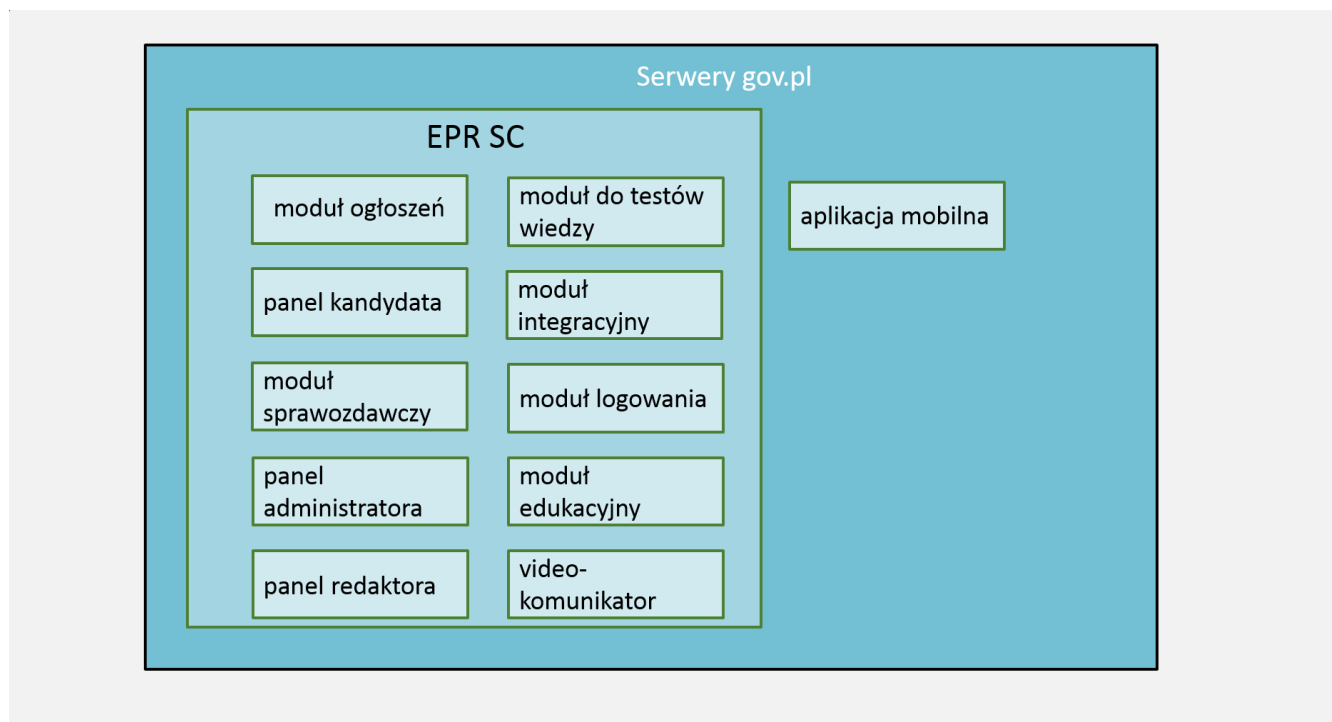 Serwery gov.pl
EPR SC
moduł ogłoszeń
panel kandydata
moduł
sprawozdawczy
panel
administratora
panel redaktora
moduł do testów
wiedzy
moduł
integracyjny
moduł logowania
moduł
edukacyjny
video-
komunikator
aplikacja mobilna